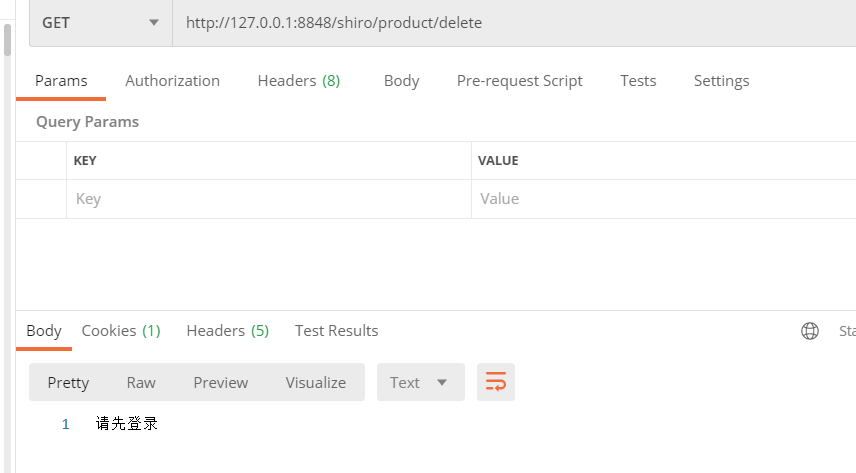 GET http://127.0.0.1:8848/shiro/product/delete
Params Authorization Headers (8) Body Pre-request Script Tests Settings
Query Params
KEY VALUE
Key Value
Body Cookies (1) Headers (5) Test Results Sta
Pretty Raw Preview Visualize Text
1 请先登录